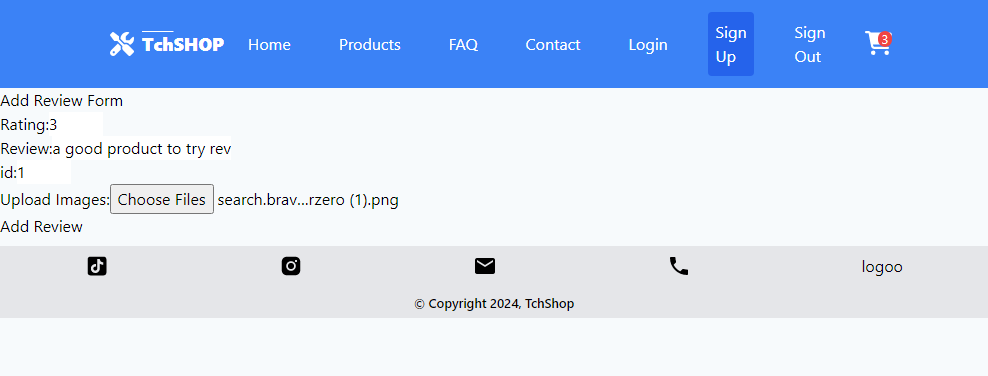 TchSHOP Home Products FAQ Contact Login Sign Up Sign Out 3
Add Review Form
Rating:3
Review:a good product to try rev
id:1
Upload Images: Choose Files search.brav...rzero (1).png
Add Review
logoo
© Copyright 2024, TchShop